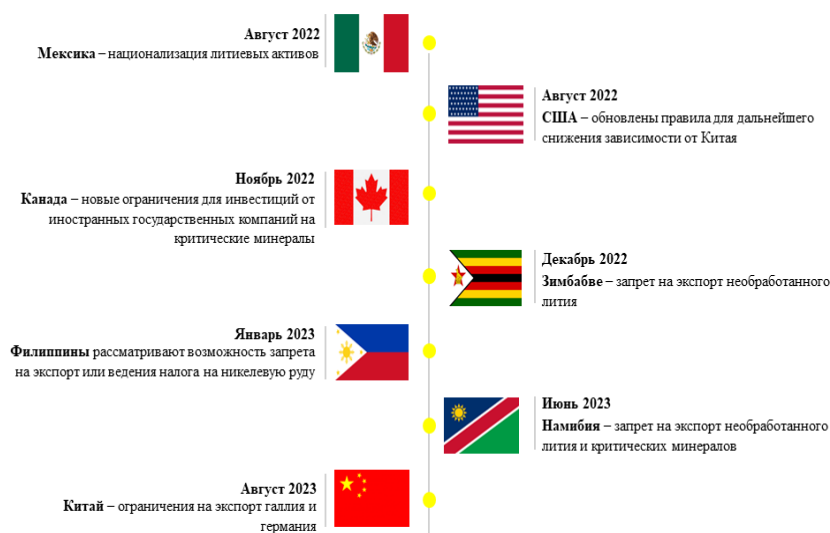 Август 2022
Мексика – национализация литиевых активов
Август 2022
США – обновлены правила для дальнейшего
снижения зависимости от Китая
Ноябрь 2022
Канада – новые ограничения для инвестиций от
иностранных государственных компаний на
критические минералы
Декабрь 2022
Зимбабве – запрет на экспорт необработанного
лития
Январь 2023
Филиппины рассматривают возможность запрета
на экспорт или ведения налога на никелевую руду
Июнь 2023
Намибия – запрет на экспорт необработанного
лития и критических минералов
Август 2023
Китай – ограничения на экспорт галлия и
германия